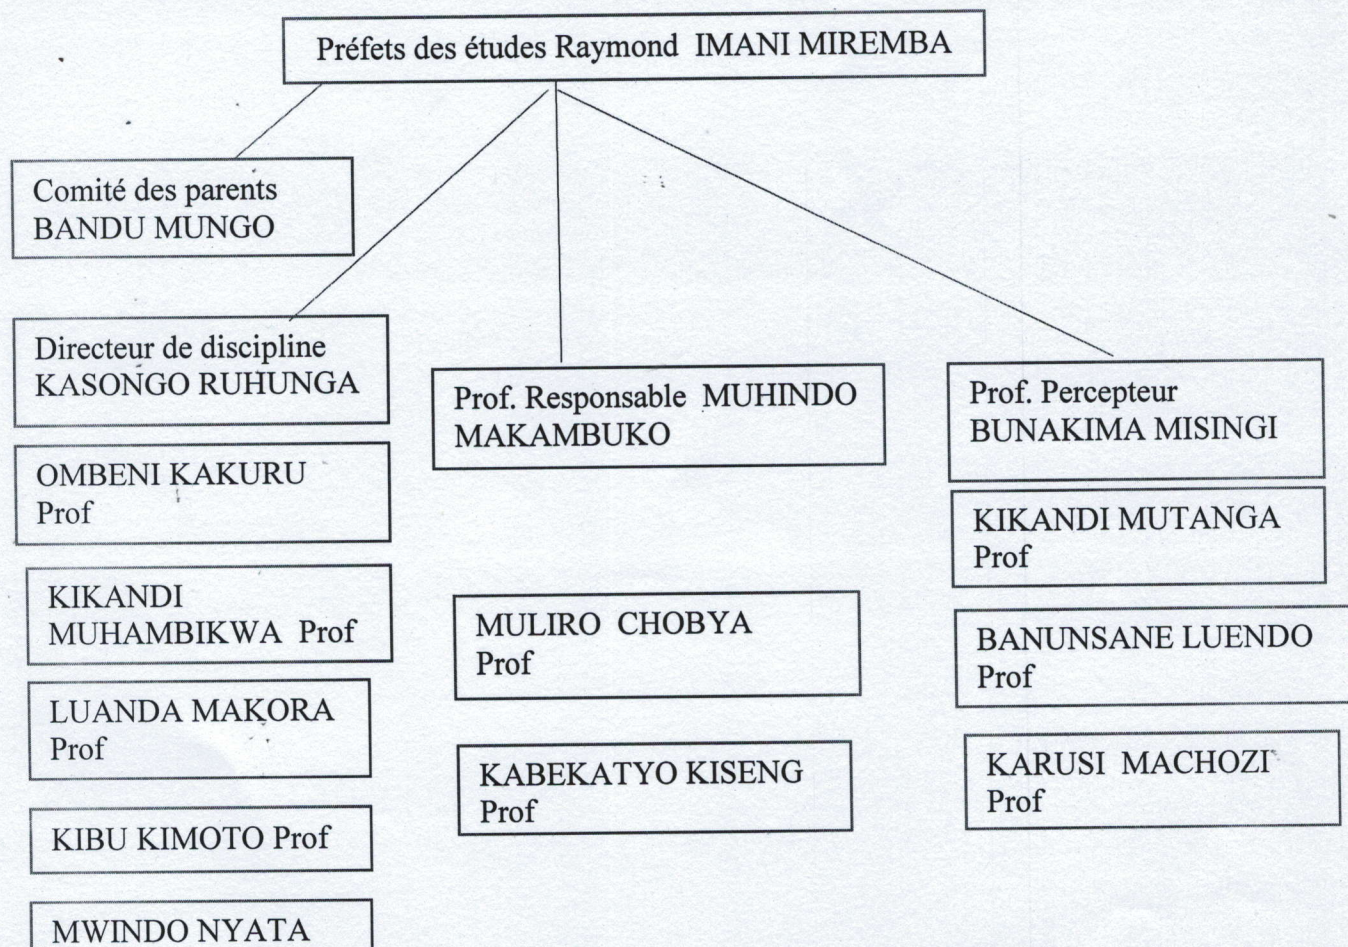 Préfets des études Raymond IMANI MIREMBA
Comité des parents
BANDU MUNGO
Directeur de discipline
KASONGO RUHUNGA
OMBENI KAKURU
Prof
KIKANDI
MUHAMBIKWA Prof
LUANDA MAKORA
Prof
KIBU KIMOTO Prof
MWINDO NYATA
Prof. Responsable MUHINDO
MAKAMBUKO
MULIRO CHOBYA
Prof
KABEKATYO KISENG
Prof
Prof. Percepteur
BUNAKIMA MISINGI
KIKANDI MUTANGA
Prof
BANUNSANE LUENDO
Prof
KARUSI MACHOZI
Prof